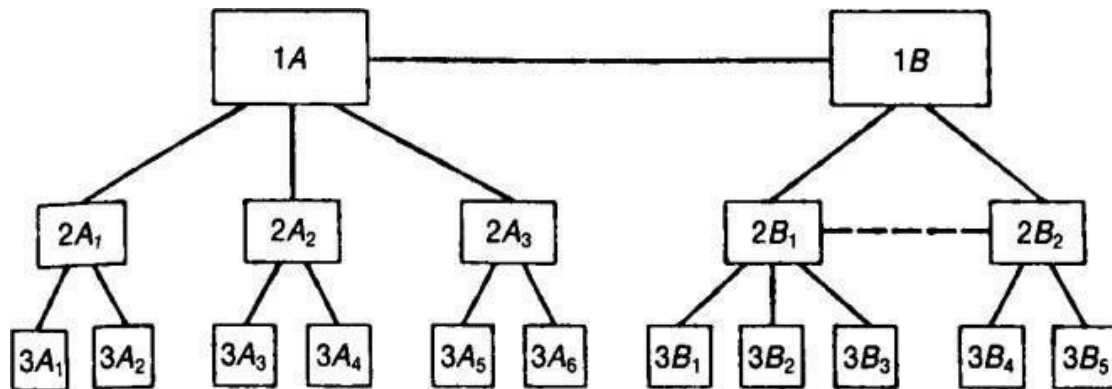 1A 1B
2A₁ 2A₂ 2A₃ 2B₁ 2B₂
3A₁ 3A₂ 3A₃ 3A₄ 3A₅ 3A₆ 3B₁ 3B₂ 3B₃ 3B₄ 3B₅